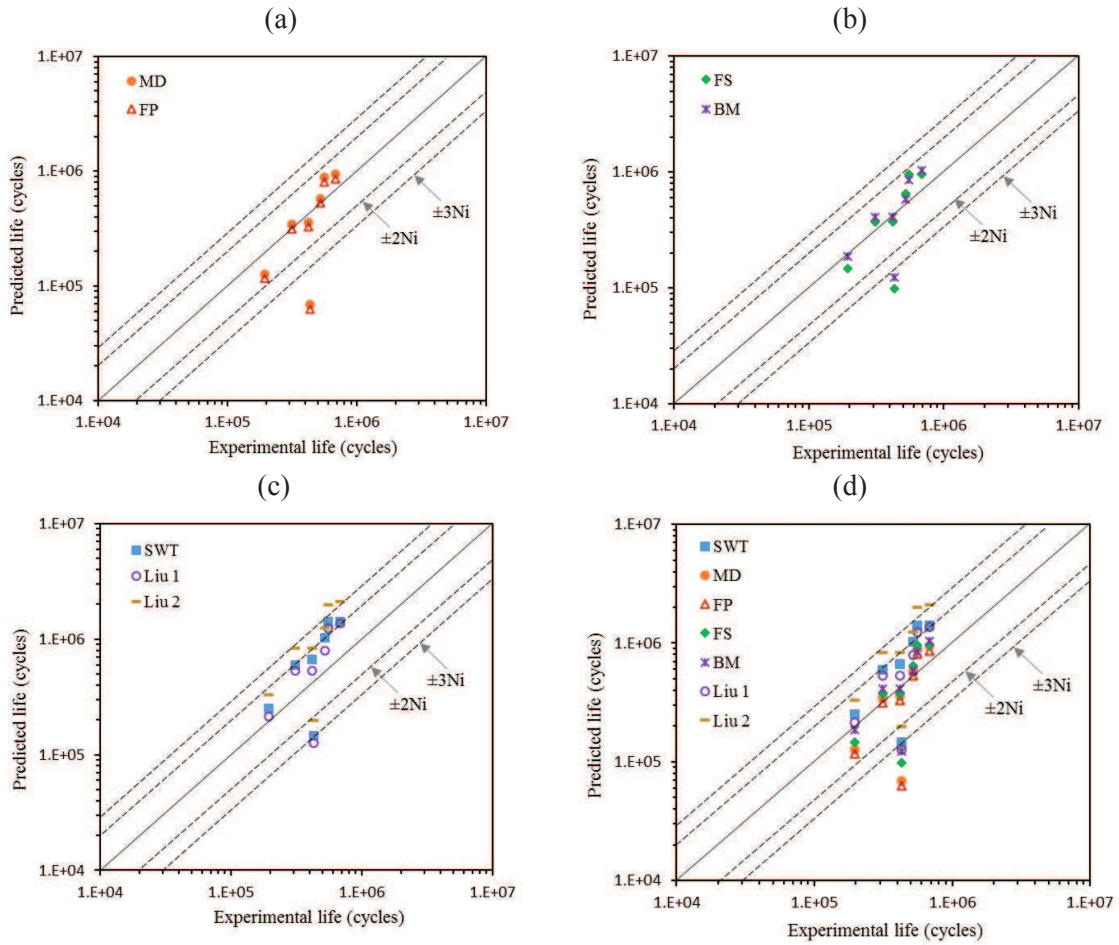 (a)
1.E+07
1.E+06
1.E+05
1.E+04
Predicted life (cycles)
MD
FP
±3Ni
±2Ni
1.E+04 1.E+05 1.E+06 1.E+07
Experimental life (cycles)
(b)
1.E+07
1.E+06
1.E+05
1.E+04
Predicted life (cycles)
FS
BM
±3Ni
±2Ni
1.E+04 1.E+05 1.E+06 1.E+07
Experimental life (cycles)
(c)
1.E+07
1.E+06
1.E+05
1.E+04
Predicted life (cycles)
SWT
Liu 1
Liu 2
±3Ni
±2Ni
1.E+04 1.E+05 1.E+06 1.E+07
Experimental life (cycles)
(d)
1.E+07
1.E+06
1.E+05
1.E+04
Predicted life (cycles)
SWT
MD
FP
FS
BM
Liu 1
Liu 2
±3Ni
±2Ni
1.E+04 1.E+05 1.E+06 1.E+07
Experimental life (cycles)